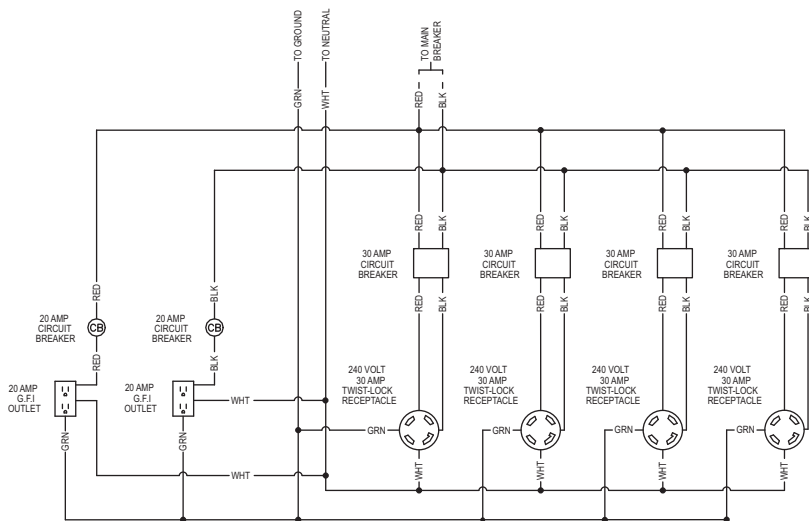 TO GROUND
TO NEUTRAL
TO MAIN
BREAKER
GRN
WHT
RED
BLK
RED
BLK
RED
BLK
RED
BLK
RED
BLK
30 AMP
CIRCUIT
BREAKER
30 AMP
CIRCUIT
BREAKER
30 AMP
CIRCUIT
BREAKER
30 AMP
CIRCUIT
BREAKER
RED
BLK
RED
BLK
RED
BLK
RED
BLK
RED
BLK
20 AMP
CIRCUIT
BREAKER
CB
20 AMP
CIRCUIT
BREAKER
CB
RED
BLK
20 AMP
G.F.I
OUTLET
20 AMP
G.F.I
OUTLET
WHT
240 VOLT
30 AMP
TWIST-LOCK
RECEPTACLE
240 VOLT
30 AMP
TWIST-LOCK
RECEPTACLE
240 VOLT
30 AMP
TWIST-LOCK
RECEPTACLE
240 VOLT
30 AMP
TWIST-LOCK
RECEPTACLE
GRN
GRN
GRN
GRN
GRN
GRN
WHT
WHT
WHT
WHT
WHT